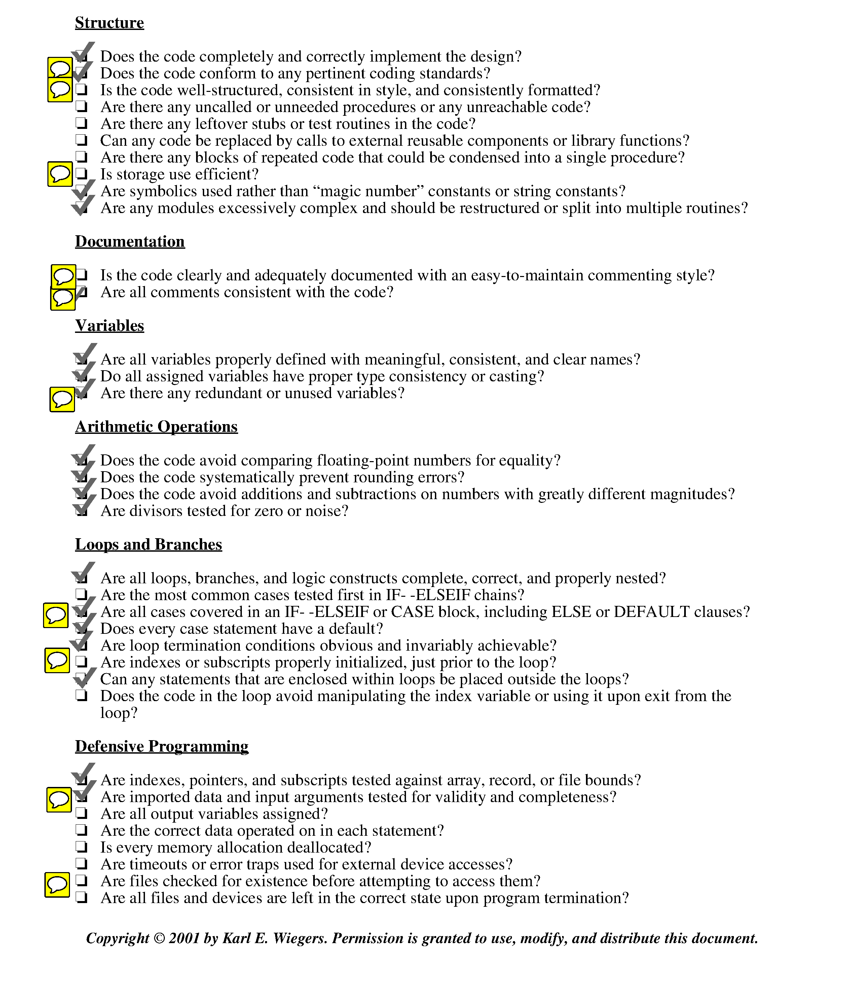 Structure
Does the code completely and correctly implement the design?
Does the code conform to any pertinent coding standards?
Is the code well-structured, consistent in style, and consistently formatted?
Are there any uncalled or unneeded procedures or any unreachable code?
Are there any leftover stubs or test routines in the code?
Can any code be replaced by calls to external reusable components or library functions?
Are there any blocks of repeated code that could be condensed into a single procedure?
Is storage use efficient?
Are symbolics used rather than “magic number” constants or string constants?
Are any modules excessively complex and should be restructured or split into multiple routines?
Documentation
Is the code clearly and adequately documented with an easy-to-maintain commenting style?
Are all comments consistent with the code?
Variables
Are all variables properly defined with meaningful, consistent, and clear names?
Do all assigned variables have proper type consistency or casting?
Are there any redundant or unused variables?
Arithmetic Operations
Does the code avoid comparing floating-point numbers for equality?
Does the code systematically prevent rounding errors?
Does the code avoid additions and subtractions on numbers with greatly different magnitudes?
Are divisors tested for zero or noise?
Loops and Branches
Are all loops, branches, and logic constructs complete, correct, and properly nested?
Are the most common cases tested first in IF- -ELSEIF chains?
Are all cases covered in an IF- -ELSEIF or CASE block, including ELSE or DEFAULT clauses?
Does every case statement have a default?
Are loop termination conditions obvious and invariably achievable?
Are indexes or subscripts properly initialized, just prior to the loop?
Can any statements that are enclosed within loops be placed outside the loops?
Does the code in the loop avoid manipulating the index variable or using it upon exit from the
loop?
Defensive Programming
Are indexes, pointers, and subscripts tested against array, record, or file bounds?
Are imported data and input arguments tested for validity and completeness?
Are all output variables assigned?
Are the correct data operated on in each statement?
Is every memory allocation deallocated?
Are timeouts or error traps used for external device accesses?
Are files checked for existence before attempting to access them?
Are all files and devices are left in the correct state upon program termination?
Copyright © 2001 by Karl E. Wiegers. Permission is granted to use, modify, and distribute this document.